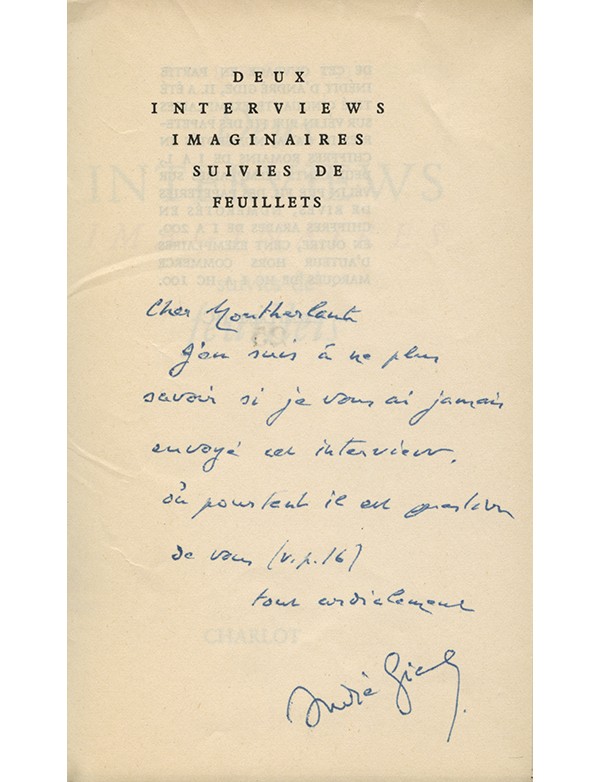 DEUX
INTERVIEWS
IMAGINAIRES
SUIVIES DE
FEUILLETS
Cher Montherlant
J'en suis à ne plus
savoir si je vous ai jamais
envoyé cet interview,
où pourtant il est question
de vous (v.p.16)
tout cordialement
CHARLOT
André Gide